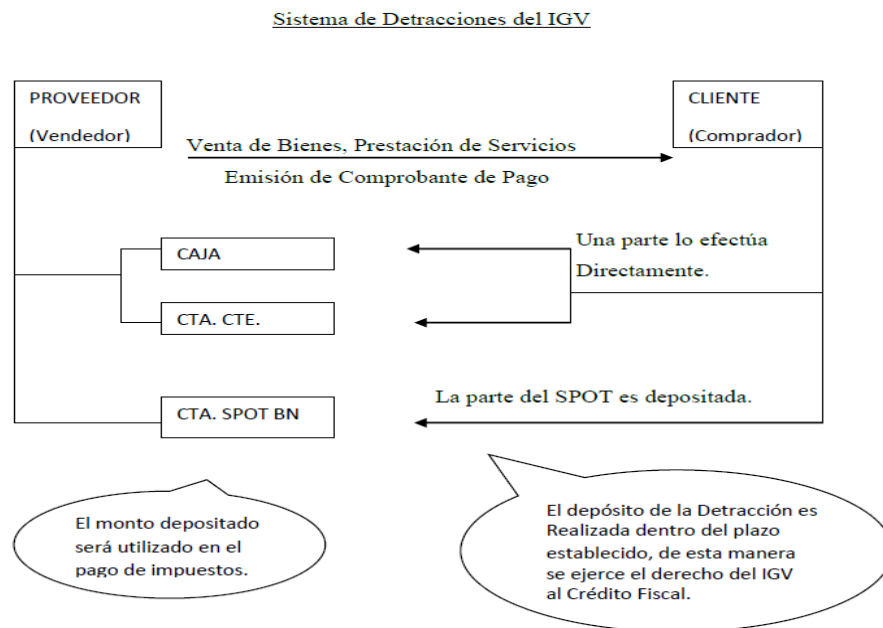 Sistema de Detracciones del IGV
PROVEEDOR
(Vendedor)
CLIENTE
(Comprador)
Venta de Bienes, Prestación de Servicios
Emisión de Comprobante de Pago
CAJA
Una parte lo efectúa
Directamente.
CTA. CTE.
CTA. SPOT BN
La parte del SPOT es depositada.
El monto depositado
será utilizado en el
pago de impuestos.
El depósito de la Detracción es
Realizada dentro del plazo
establecido, de esta manera
se ejerce el derecho del IGV
al Crédito Fiscal.